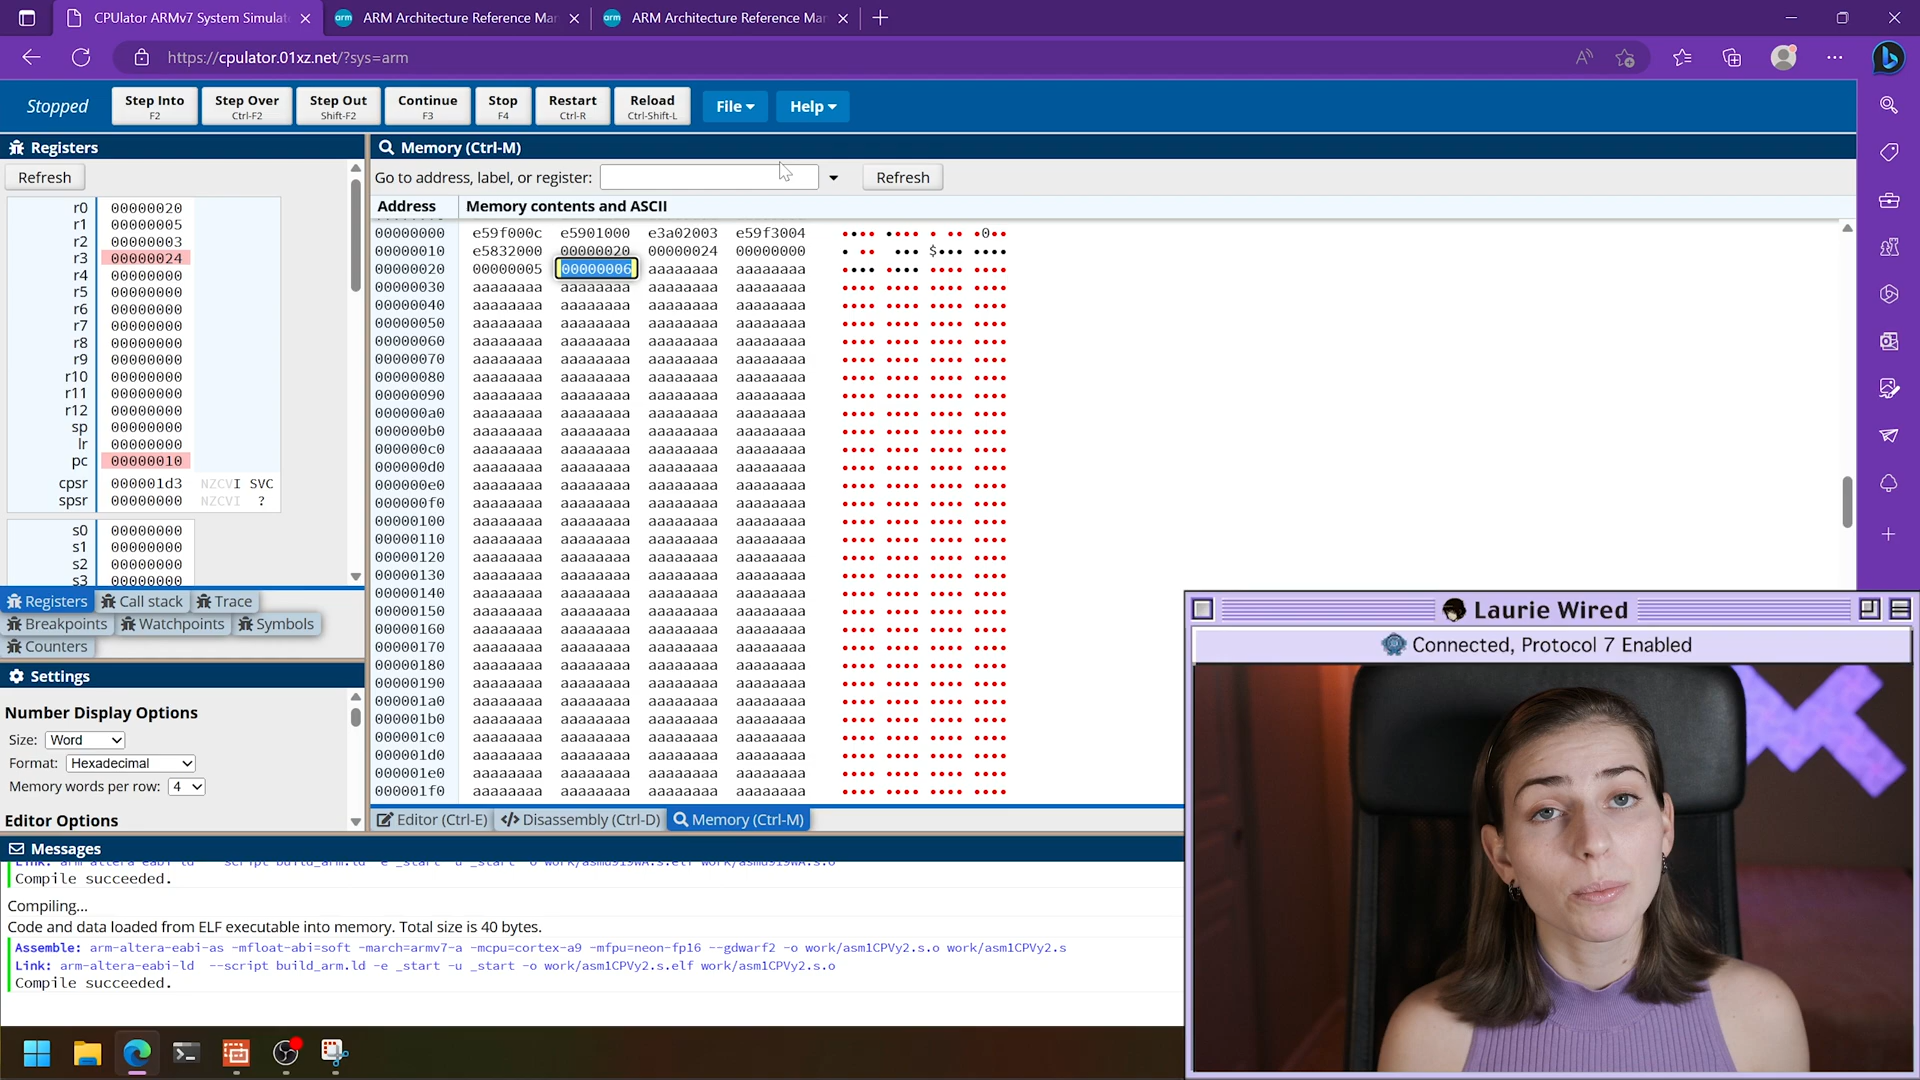 CPUlator ARMv7 System Simulat
ARM Architecture Reference Mar
ARM Architecture Reference Mar
https://cpulator.01xz.net/?sys=arm
Stopped
Step Into
F2
Step Over
Ctrl-F2
Step Out
Shift-F2
Continue
F3
Stop
F4
Restart
Ctrl-R
Reload
Ctrl-Shift-L
File
Help
Registers
Refresh
r0 00000020
r1 00000005
r2 00000003
r3 00000024
r4 00000000
r5 00000000
r6 00000000
r7 00000000
r8 00000000
r9 00000000
r10 00000000
r11 00000000
r12 00000000
sp 00000000
lr 00000000
pc 00000010
cpsr 000001d3 NZCVI SVC
spsr 00000000 NZCVI ?
s0 00000000
s1 00000000
s2 00000000
s3 00000000
Registers Call stack Trace
Breakpoints Watchpoints Symbols
Counters
Settings
Number Display Options
Size: Word
Format: Hexadecimal
Memory words per row: 4
Editor Options
Memory (Ctrl-M)
Go to address, label, or register:
Refresh
Address Memory contents and ASCII
00000000 e59f000c e5901000 e3a02003 e59f3004 0
00000010 e5832000 00000020 00000024 00000000 $
00000020 00000005 00000006 aaaaaaaa aaaaaaaa
00000030 aaaaaaaa aaaaaaaa aaaaaaaa aaaaaaaa
00000040 aaaaaaaa aaaaaaaa aaaaaaaa aaaaaaaa
00000050 aaaaaaaa aaaaaaaa aaaaaaaa aaaaaaaa
00000060 aaaaaaaa aaaaaaaa aaaaaaaa aaaaaaaa
00000070 aaaaaaaa aaaaaaaa aaaaaaaa aaaaaaaa
00000080 aaaaaaaa aaaaaaaa aaaaaaaa aaaaaaaa
00000090 aaaaaaaa aaaaaaaa aaaaaaaa aaaaaaaa
000000a0 aaaaaaaa aaaaaaaa aaaaaaaa aaaaaaaa
000000b0 aaaaaaaa aaaaaaaa aaaaaaaa aaaaaaaa
000000c0 aaaaaaaa aaaaaaaa aaaaaaaa aaaaaaaa
000000d0 aaaaaaaa aaaaaaaa aaaaaaaa aaaaaaaa
000000e0 aaaaaaaa aaaaaaaa aaaaaaaa aaaaaaaa
000000f0 aaaaaaaa aaaaaaaa aaaaaaaa aaaaaaaa
00000100 aaaaaaaa aaaaaaaa aaaaaaaa aaaaaaaa
00000110 aaaaaaaa aaaaaaaa aaaaaaaa aaaaaaaa
00000120 aaaaaaaa aaaaaaaa aaaaaaaa aaaaaaaa
00000130 aaaaaaaa aaaaaaaa aaaaaaaa aaaaaaaa
00000140 aaaaaaaa aaaaaaaa aaaaaaaa aaaaaaaa
00000150 aaaaaaaa aaaaaaaa aaaaaaaa aaaaaaaa
00000160 aaaaaaaa aaaaaaaa aaaaaaaa aaaaaaaa
00000170 aaaaaaaa aaaaaaaa aaaaaaaa aaaaaaaa
00000180 aaaaaaaa aaaaaaaa aaaaaaaa aaaaaaaa
00000190 aaaaaaaa aaaaaaaa aaaaaaaa aaaaaaaa
000001a0 aaaaaaaa aaaaaaaa aaaaaaaa aaaaaaaa
000001b0 aaaaaaaa aaaaaaaa aaaaaaaa aaaaaaaa
000001c0 aaaaaaaa aaaaaaaa aaaaaaaa aaaaaaaa
000001d0 aaaaaaaa aaaaaaaa aaaaaaaa aaaaaaaa
000001e0 aaaaaaaa aaaaaaaa aaaaaaaa aaaaaaaa
000001f0 aaaaaaaa aaaaaaaa aaaaaaaa aaaaaaaa
Editor (Ctrl-E) Disassembly (Ctrl-D) Memory (Ctrl-M)
Messages
Compile succeeded.
Compiling...
Code and data loaded from ELF executable into memory. Total size is 40 bytes.
Assemble: arm-altera-eabi-as -mfloat-abi=soft -march=armv7-a -mcpu=cortex-a9 -mfpu=neon-fp16 --gdwarf2 -o work/asm1CPVy2.s.o work/asm1CPVy2.s
Link: arm-altera-eabi-ld --script build_arm.ld -e _start -u _start -o work/asm1CPVy2.s.elf work/asm1CPVy2.s.o
Compile succeeded.
Laurie Wired
Connected, Protocol 7 Enabled